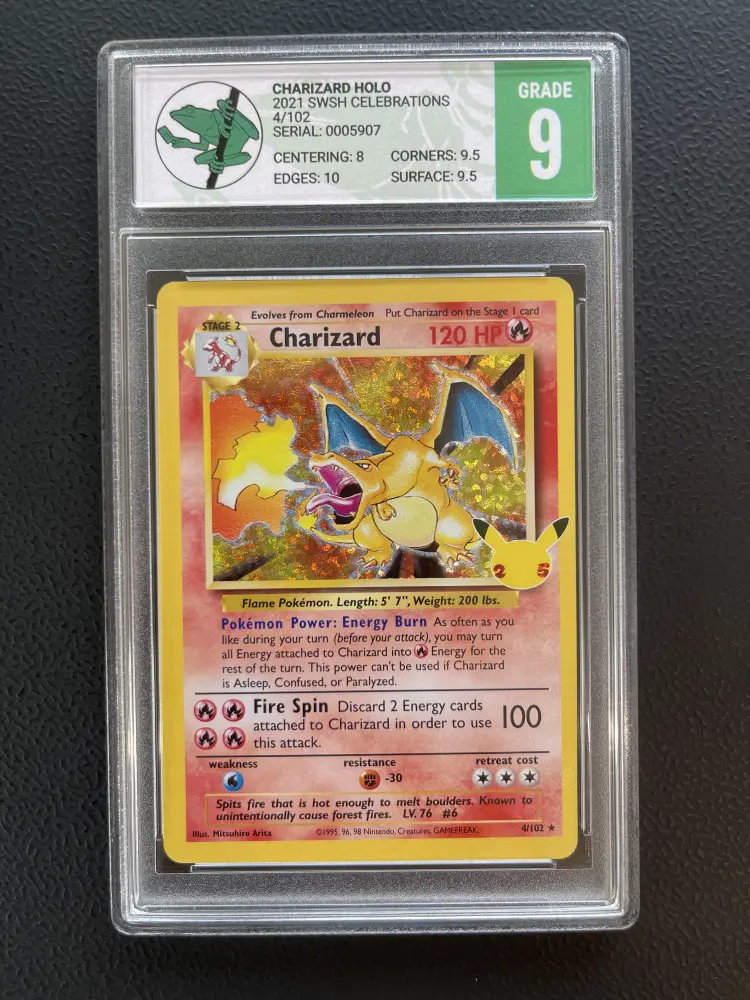 CHARIZARD HOLO
2021 SWSH CELEBRATIONS
4/102
SERIAL: 0005907
CENTERING: 8 CORNERS: 9.5
EDGES: 10 SURFACE: 9.5
GRADE
9
Evolves from Charmeleon Put Charizard on the Stage 1 card
STAGE 2
Charizard 120 HP
25
Flame Pokémon. Length: 5' 7", Weight: 200 lbs.
Pokémon Power: Energy Burn As often as you
like during your turn (before your attack), you may turn
all Energy attached to Charizard into Energy for the
rest of the turn. This power can't be used if Charizard
is Asleep, Confused, or Paralyzed.
Fire Spin Discard 2 Energy cards
attached to Charizard in order to use 100
this attack.
weakness resistance retreat cost
-30
Spits fire that is hot enough to melt boulders. Known to
unintentionally cause forest fires. LV. 76 #6
Illus. Mitsuhiro Arita ©1995, 96, 98 Nintendo, Creatures, GAMEFREAK. 4/102 ★